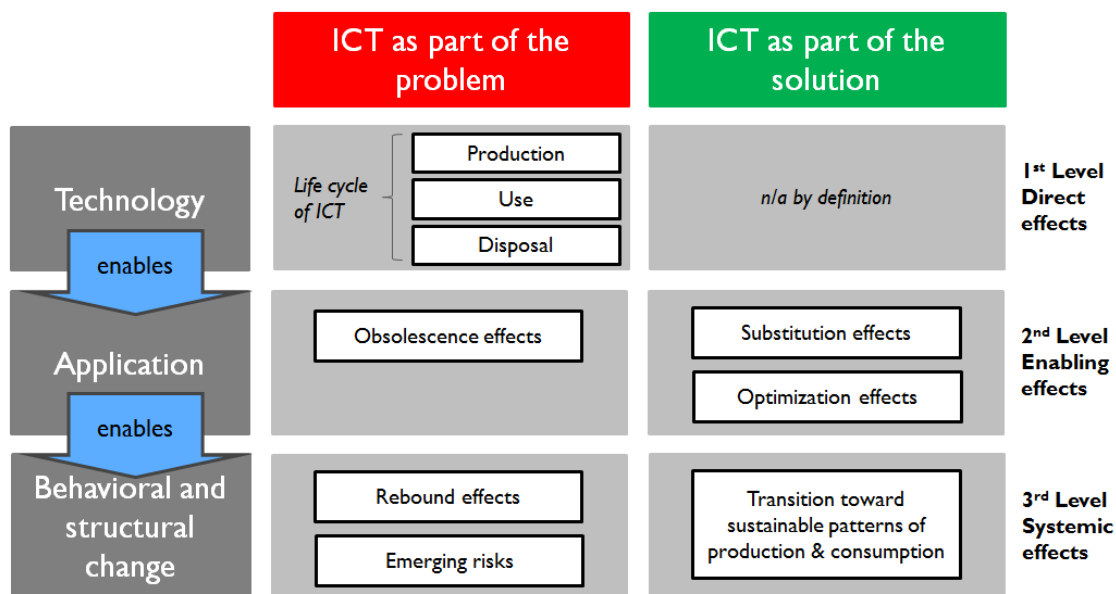 ICT as part of the
problem
ICT as part of the
solution
Technology
Life cycle
of ICT
Production
Use
Disposal
n/a by definition
1st Level
Direct
effects
enables
Application
Obsolescence effects
Substitution effects
Optimization effects
2nd Level
Enabling
effects
enables
Behavioral and
structural
change
Rebound effects
Emerging risks
Transition toward
sustainable patterns of
production & consumption
3rd Level
Systemic
effects